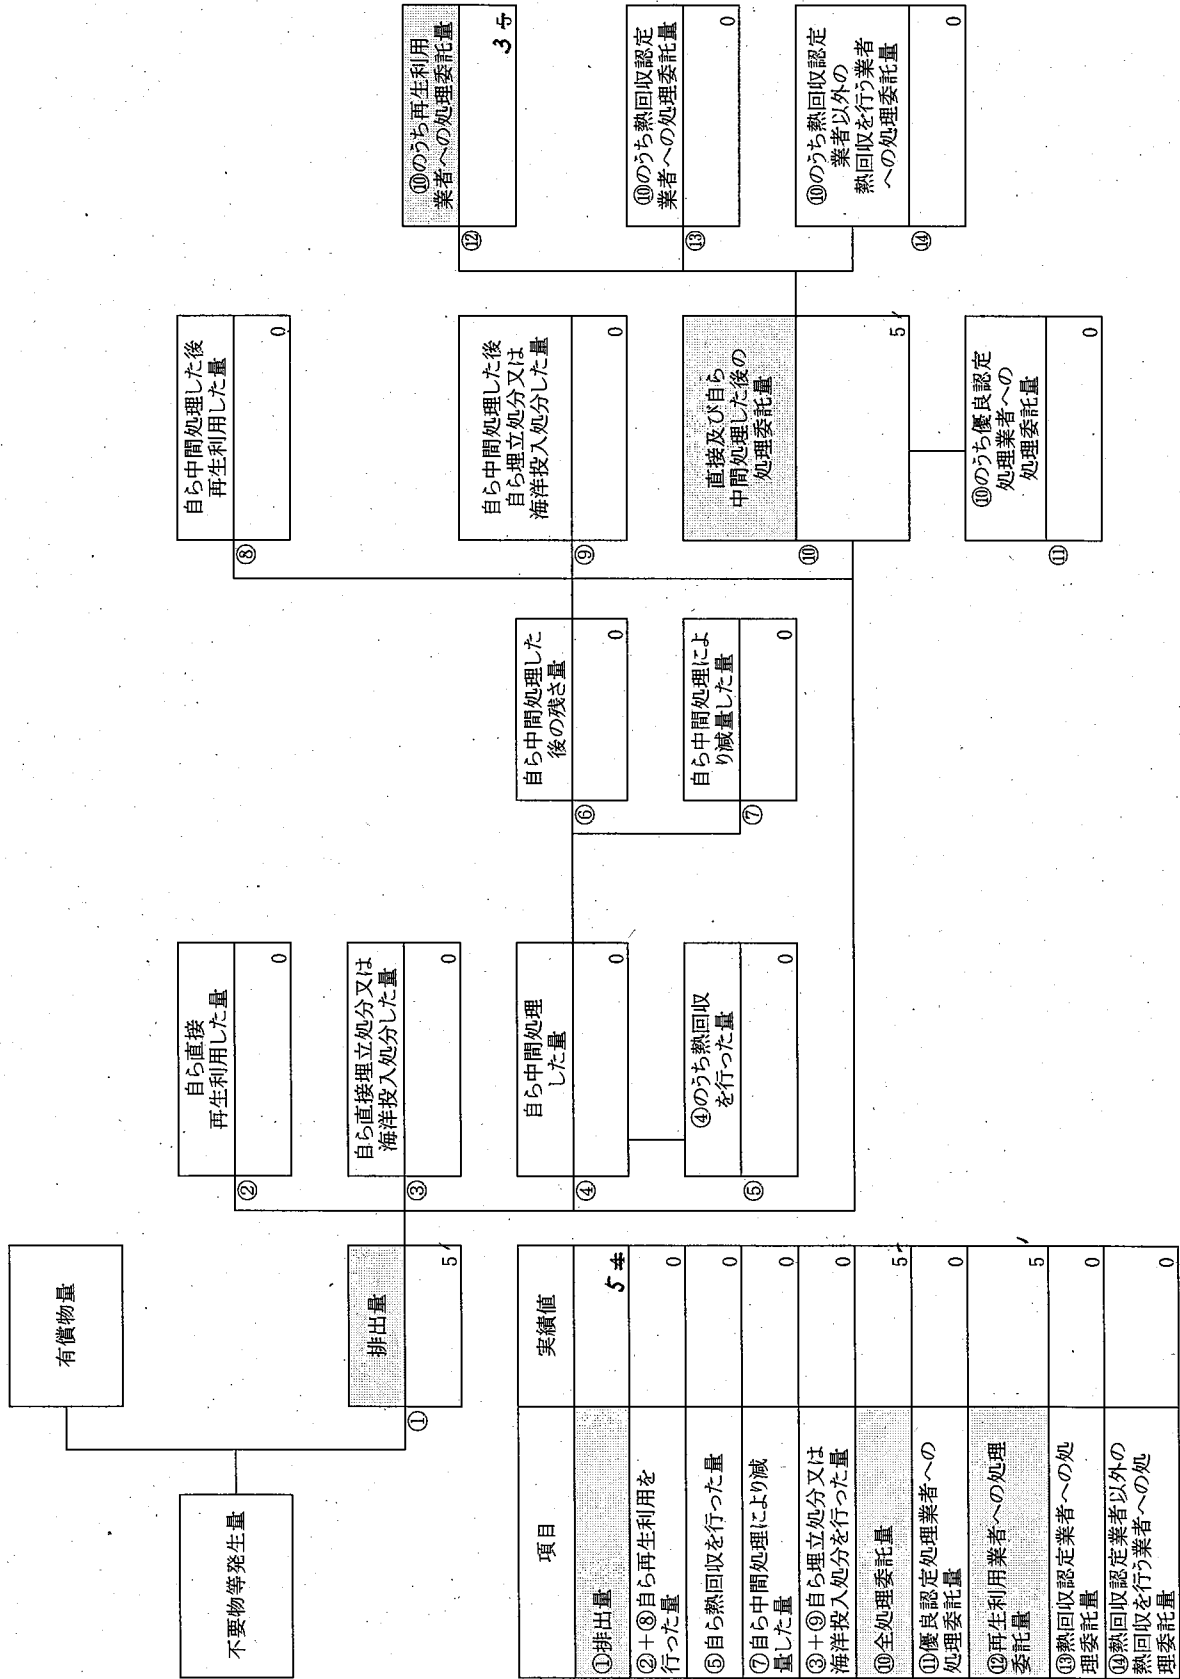 有償物量
不要物等発生量
排出量
①
5
自ら直接
再生利用した量
②
0
自ら直接埋立処分又は
海洋投入処分した量
③
0
自ら中間処理
した量
④
0
④のうち熱回収
を行った量
⑤
0
自ら中間処理した
後の残さ量
⑥
0
自ら中間処理によ
り減量した量
⑦
0
自ら中間処理した後
再生利用した量
⑧
0
自ら中間処理した後
自ら埋立処分又は
海洋投入処分した量
⑨
0
直接及び自ら
中間処理した後の
処理委託量
⑩
5
⑩のうち優良認定
処理業者への
処理委託量
⑪
0
⑩のうち再生利用
業者への処理委託量
⑫
3 5
⑩のうち熱回収認定
業者への処理委託量
⑬
0
⑩のうち熱回収認定
業者以外の
熱回収を行う業者
への処理委託量
⑭
0
項目 実績値
①排出量 5
②+⑧自ら再生利用を
行った量 0
⑤自ら熱回収を行った量 0
⑦自ら中間処理により減
量した量 0
③+⑨自ら埋立処分又は
海洋投入処分を行った量 0
⑩全処理委託量 5
⑪優良認定処理業者への
処理委託量 0
⑫再生利用業者への処理
委託量 5
⑬熱回収認定業者への処
理委託量 0
⑭熱回収認定業者以外の
熱回収を行う業者への処
理委託量 0